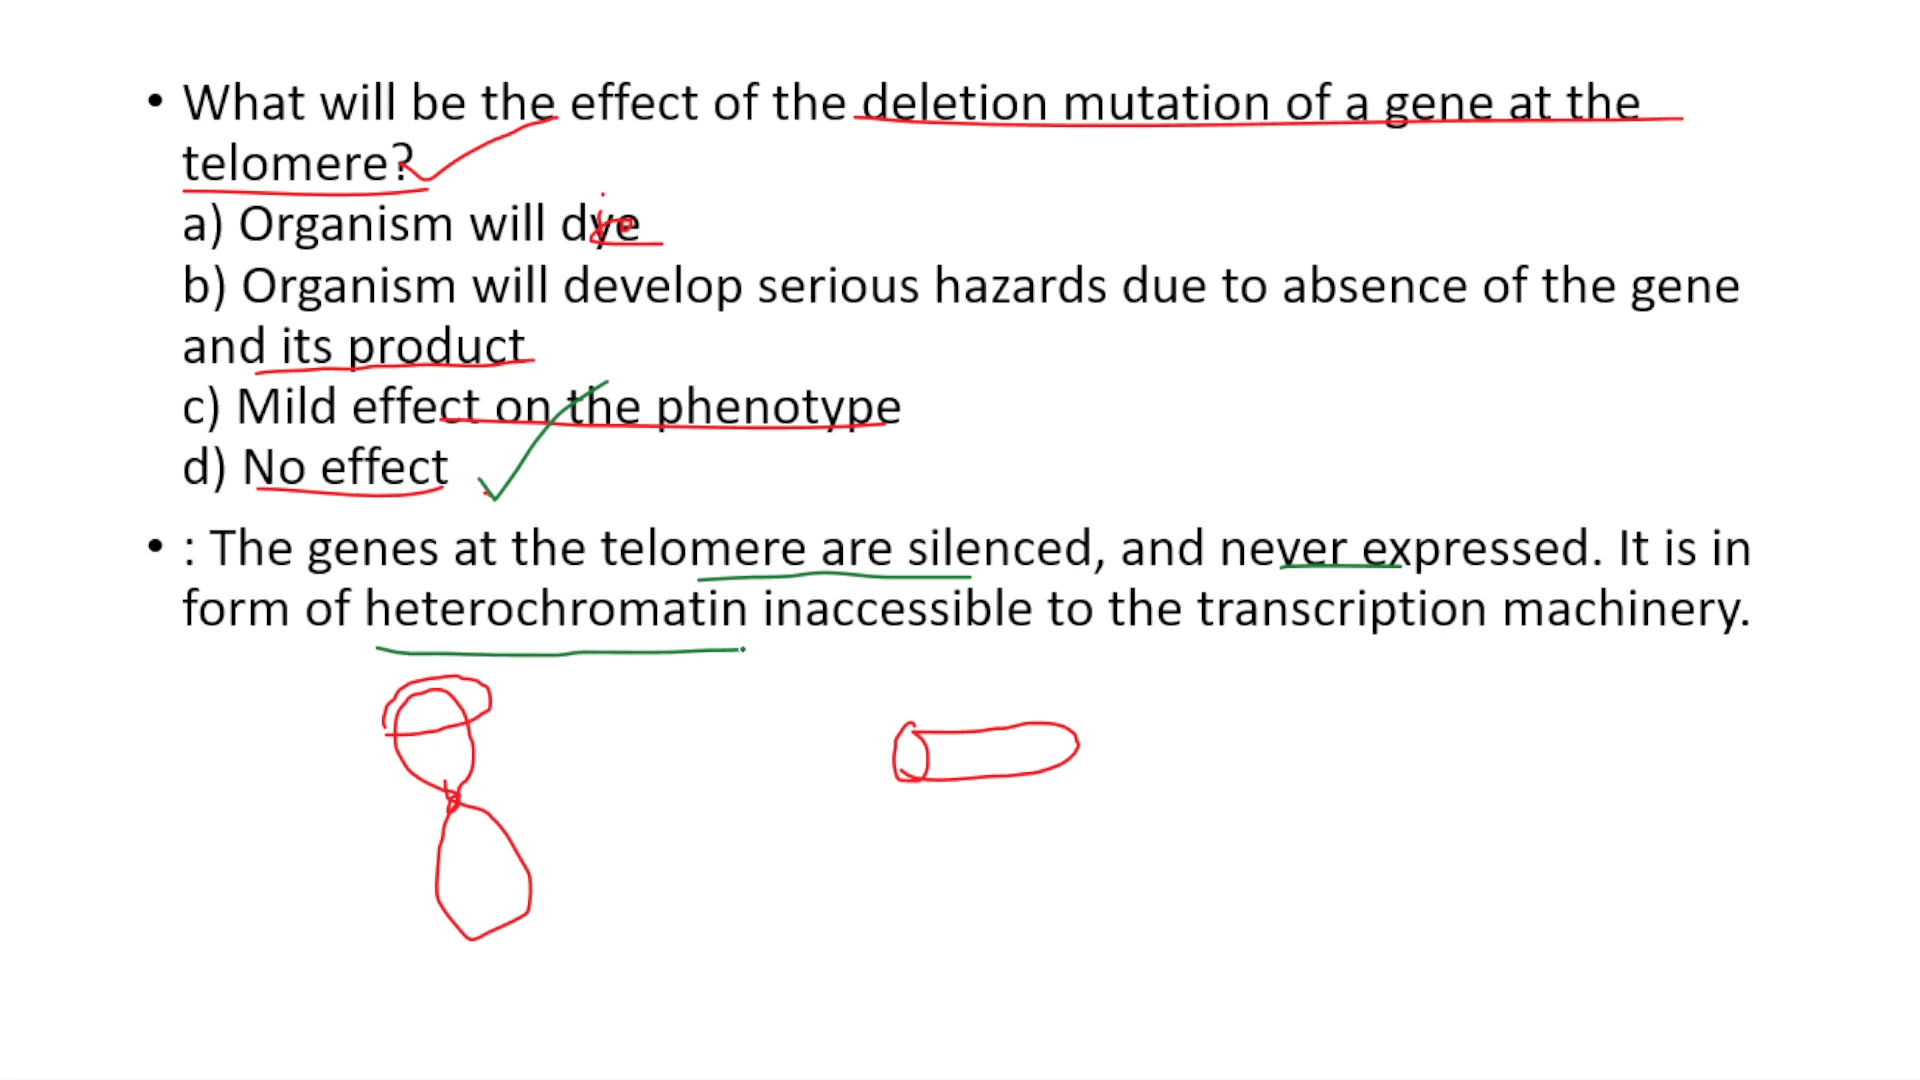 • What will be the effect of the deletion mutation of a gene at the
telomere?
a) Organism will dye
b) Organism will develop serious hazards due to absence of the gene
and its product
c) Mild effect on the phenotype
d) No effect
• : The genes at the telomere are silenced, and never expressed. It is in
form of heterochromatin inaccessible to the transcription machinery.